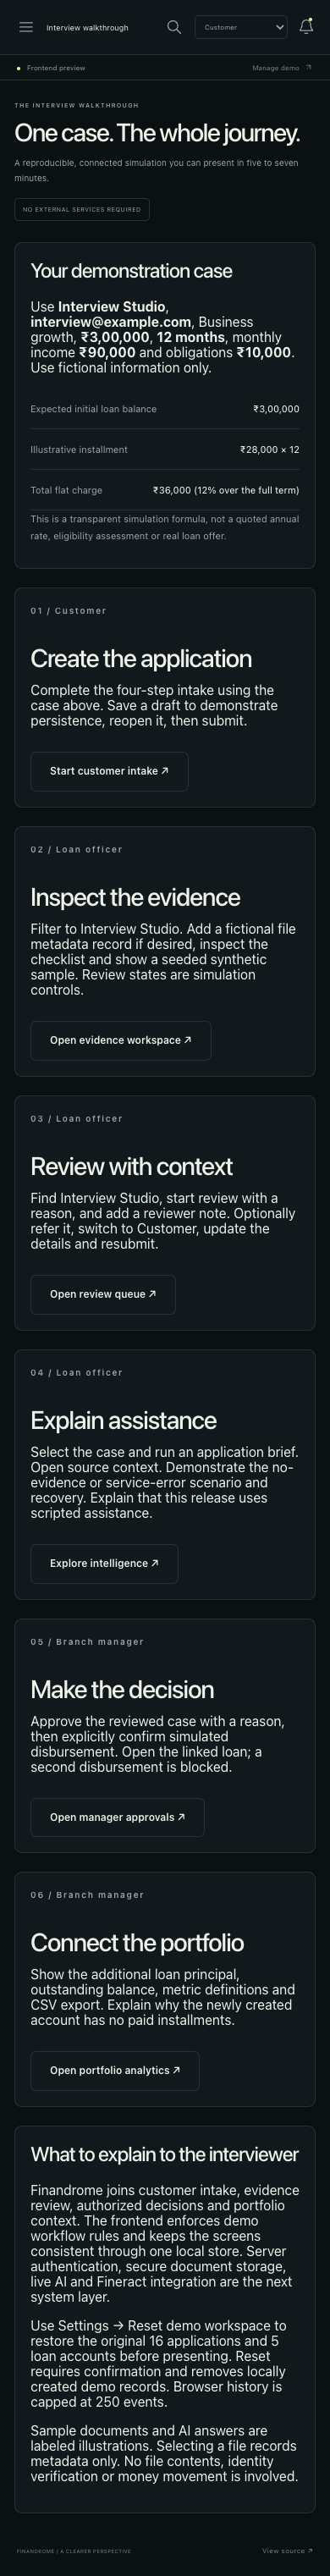 Interview walkthrough
Customer
Frontend preview
Manage demo ↗
THE INTERVIEW WALKTHROUGH
One case. The whole journey.
A reproducible, connected simulation you can present in five to seven
minutes.
NO EXTERNAL SERVICES REQUIRED
Your demonstration case
Use Interview Studio,
interview@example.com, Business
growth, ₹3,00,000, 12 months, monthly
income ₹90,000 and obligations ₹10,000.
Use fictional information only.
Expected initial loan balance ₹3,00,000
Illustrative installment ₹28,000 × 12
Total flat charge ₹36,000 (12% over the full term)
This is a transparent simulation formula, not a quoted annual
rate, eligibility assessment or real loan offer.
01 / Customer
Create the application
Complete the four-step intake using the
case above. Save a draft to demonstrate
persistence, reopen it, then submit.
Start customer intake ↗
02 / Loan officer
Inspect the evidence
Filter to Interview Studio. Add a fictional file
metadata record if desired, inspect the
checklist and show a seeded synthetic
sample. Review states are simulation
controls.
Open evidence workspace ↗
03 / Loan officer
Review with context
Find Interview Studio, start review with a
reason, and add a reviewer note. Optionally
refer it, switch to Customer, update the
details and resubmit.
Open review queue ↗
04 / Loan officer
Explain assistance
Select the case and run an application brief.
Open source context. Demonstrate the no-
evidence or service-error scenario and
recovery. Explain that this release uses
scripted assistance.
Explore intelligence ↗
05 / Branch manager
Make the decision
Approve the reviewed case with a reason,
then explicitly confirm simulated
disbursement. Open the linked loan; a
second disbursement is blocked.
Open manager approvals ↗
06 / Branch manager
Connect the portfolio
Show the additional loan principal,
outstanding balance, metric definitions and
CSV export. Explain why the newly created
account has no paid installments.
Open portfolio analytics ↗
What to explain to the interviewer
Finandrome joins customer intake, evidence
review, authorized decisions and portfolio
context. The frontend enforces demo
workflow rules and keeps the screens
consistent through one local store. Server
authentication, secure document storage,
live AI and Fineract integration are the next
system layer.
Use Settings → Reset demo workspace to
restore the original 16 applications and 5
loan accounts before presenting. Reset
requires confirmation and removes locally
created demo records. Browser history is
capped at 250 events.
Sample documents and AI answers are
labeled illustrations. Selecting a file records
metadata only. No file contents, identity
verification or money movement is involved.
FINANDROME / A CLEARER PERSPECTIVE
View source ↗